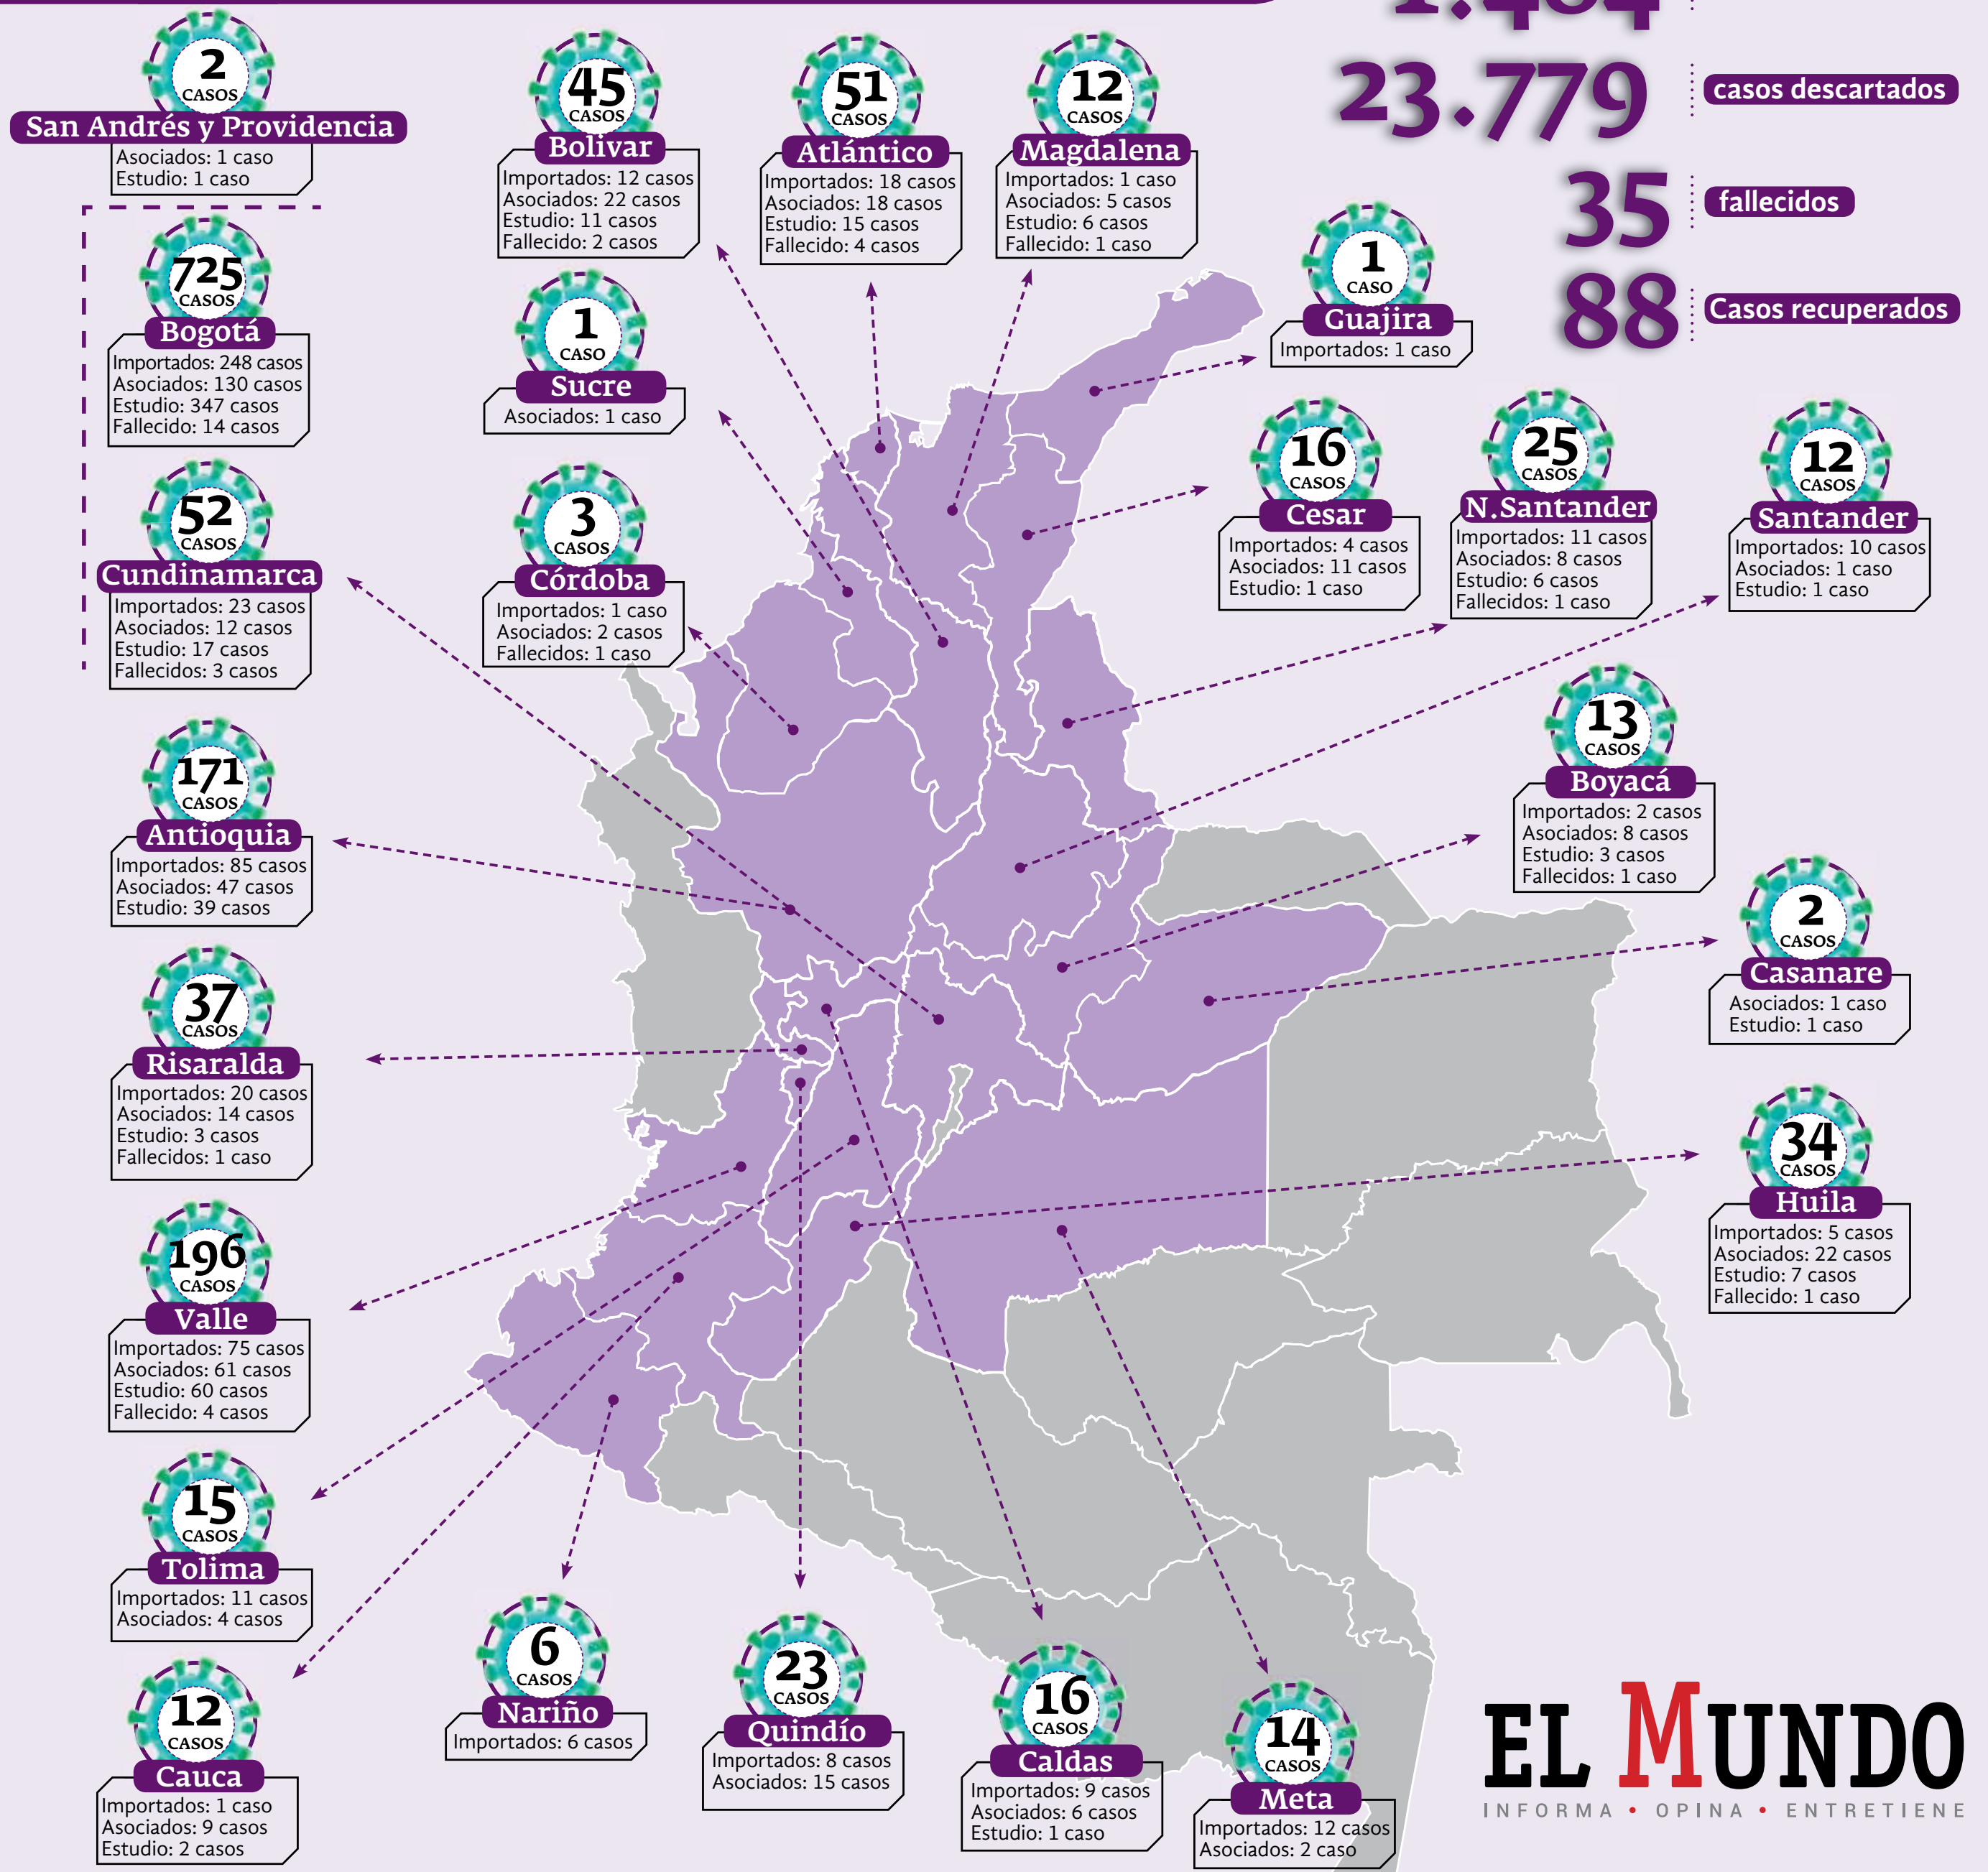 1.484
23.779
casos descartados
35
fallecidos
88
Casos recuperados
2
CASOS
San Andrés y Providencia
Asociados: 1 caso
Estudio: 1 caso
45
CASOS
Bolivar
Importados: 12 casos
Asociados: 22 casos
Estudio: 11 casos
Fallecido: 2 casos
51
CASOS
Atlántico
Importados: 18 casos
Asociados: 18 casos
Estudio: 15 casos
Fallecido: 4 casos
12
CASOS
Magdalena
Importados: 1 caso
Asociados: 5 casos
Estudio: 6 casos
Fallecido: 1 caso
1
CASO
Guajira
Importados: 1 caso
725
CASOS
Bogotá
Importados: 248 casos
Asociados: 130 casos
Estudio: 347 casos
Fallecido: 14 casos
1
CASO
Sucre
Asociados: 1 caso
52
CASOS
Cundinamarca
Importados: 23 casos
Asociados: 12 casos
Estudio: 17 casos
Fallecidos: 3 casos
3
CASOS
Córdoba
Importados: 1 caso
Asociados: 2 casos
Fallecidos: 1 caso
16
CASOS
Cesar
Importados: 4 casos
Asociados: 11 casos
Estudio: 1 caso
25
CASOS
N.Santander
Importados: 11 casos
Asociados: 8 casos
Estudio: 6 casos
Fallecidos: 1 caso
12
CASOS
Santander
Importados: 10 casos
Asociados: 1 caso
Estudio: 1 caso
171
CASOS
Antioquia
Importados: 85 casos
Asociados: 47 casos
Estudio: 39 casos
13
CASOS
Boyacá
Importados: 2 casos
Asociados: 8 casos
Estudio: 3 casos
Fallecidos: 1 caso
2
CASOS
Casanare
Asociados: 1 caso
Estudio: 1 caso
37
CASOS
Risaralda
Importados: 20 casos
Asociados: 14 casos
Estudio: 3 casos
Fallecidos: 1 caso
34
CASOS
Huila
Importados: 5 casos
Asociados: 22 casos
Estudio: 7 casos
Fallecido: 1 caso
196
CASOS
Valle
Importados: 75 casos
Asociados: 61 casos
Estudio: 60 casos
Fallecido: 4 casos
15
CASOS
Tolima
Importados: 11 casos
Asociados: 4 casos
12
CASOS
Cauca
Importados: 1 caso
Asociados: 9 casos
Estudio: 2 casos
6
CASOS
Nariño
Importados: 6 casos
23
CASOS
Quindío
Importados: 8 casos
Asociados: 15 casos
16
CASOS
Caldas
Importados: 9 casos
Asociados: 6 casos
Estudio: 1 caso
14
CASOS
Meta
Importados: 12 casos
Asociados: 2 caso
EL MUNDO
INFORMA • OPINA • ENTRETIENE